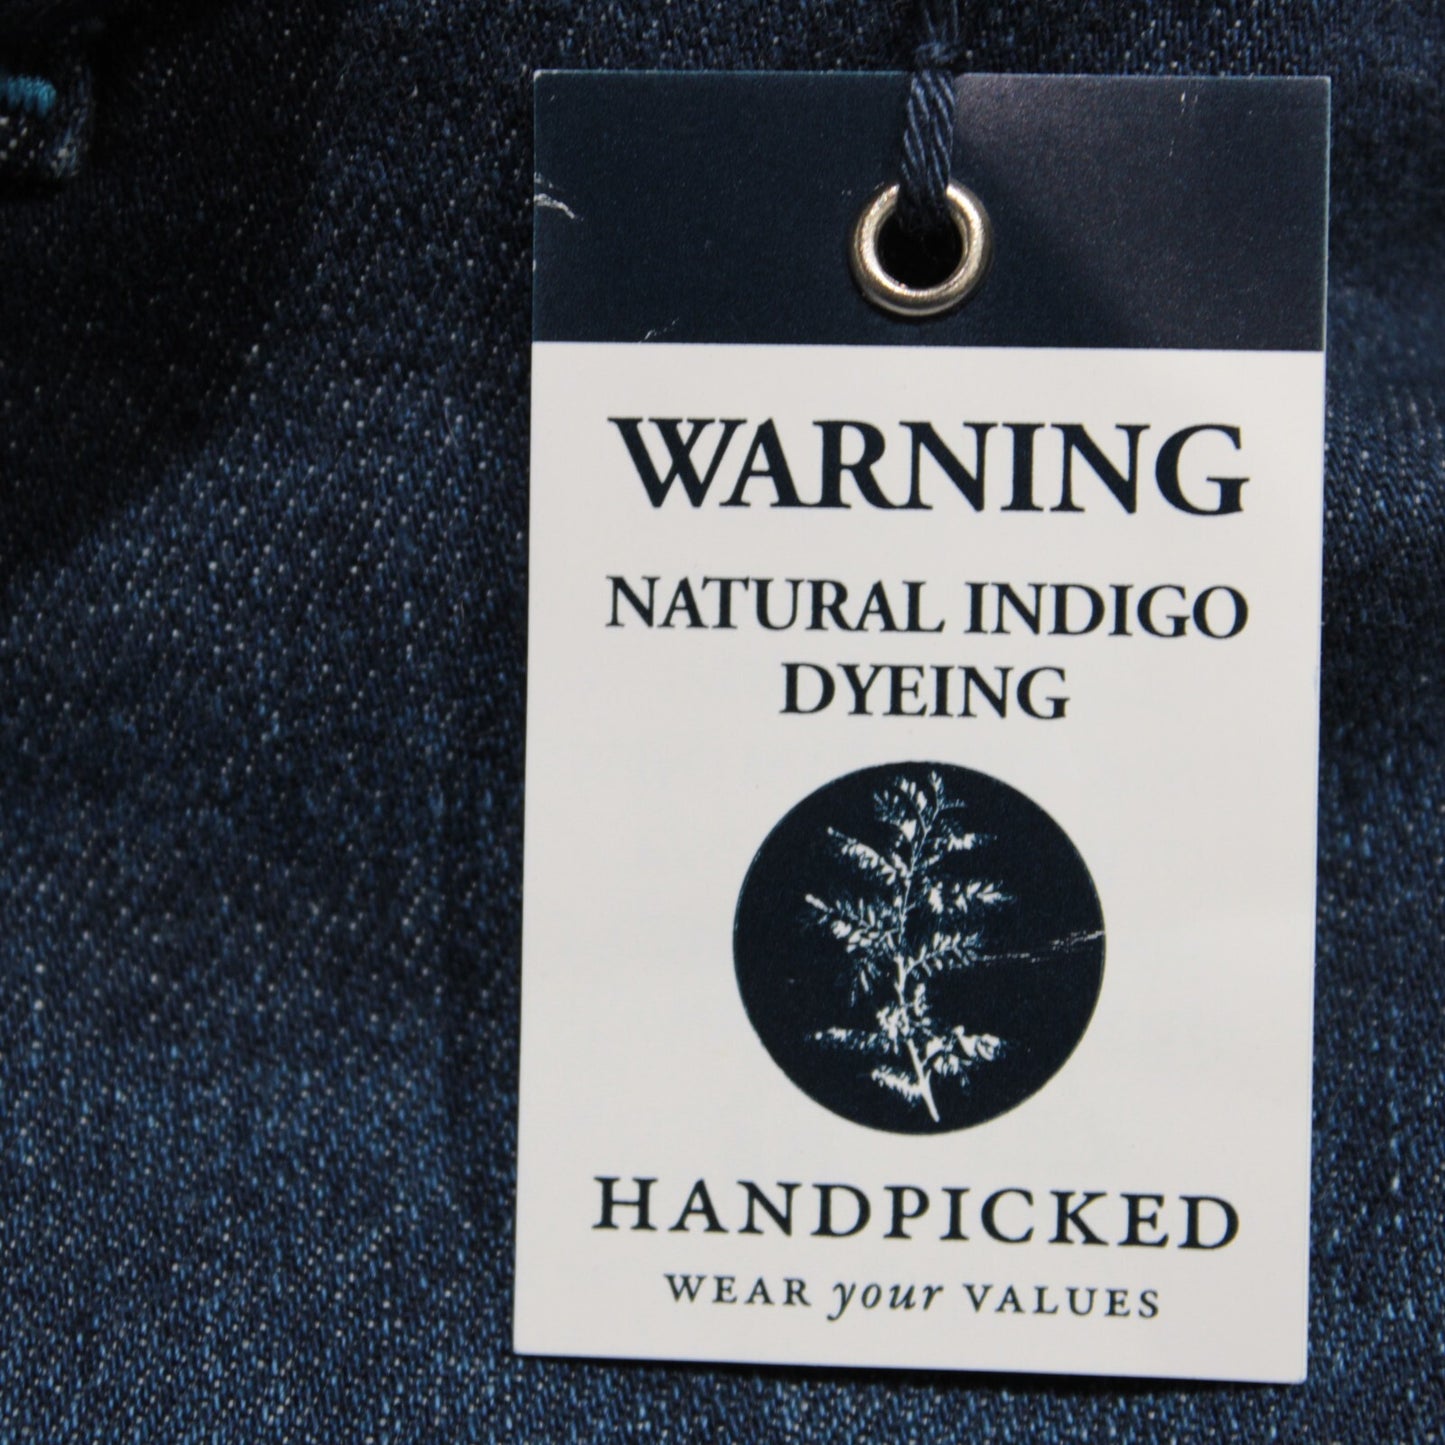 WARNING
NATURAL INDIGO
DYEING
HANDPICKED
WEAR your VALUES